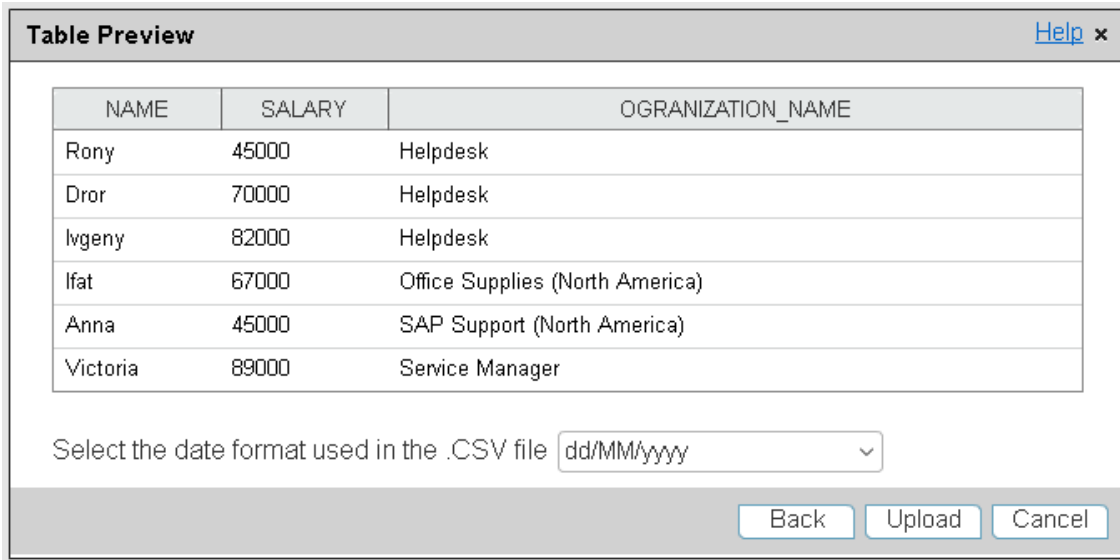 Table Preview Help ×
NAME SALARY OGRANIZATION_NAME
Rony 45000 Helpdesk
Dror 70000 Helpdesk
Ivgeny 82000 Helpdesk
Ifat 67000 Office Supplies (North America)
Anna 45000 SAP Support (North America)
Victoria 89000 Service Manager
Select the date format used in the .CSV file dd/MM/yyyy
Back Upload Cancel